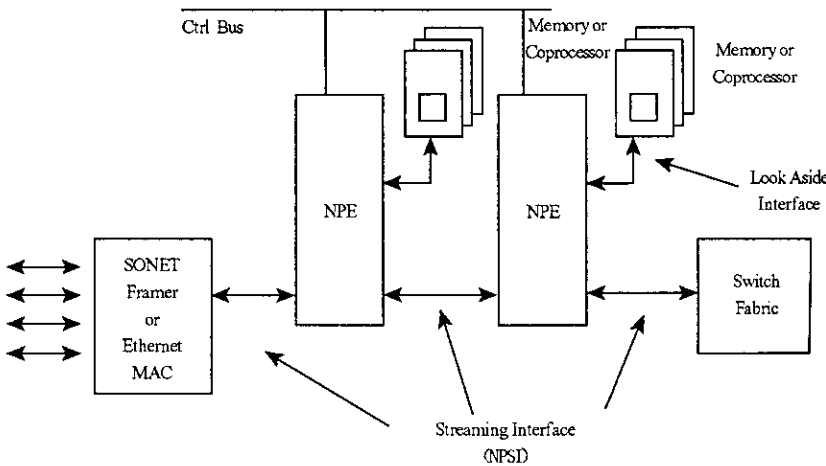 Ctrl Bus
Memory or
Coprocessor
Memory or
Coprocessor
NPE
NPE
Look Aside
Interface
SONET
Framer
or
Ethernet
MAC
Switch
Fabric
Streaming Interface
(NPSI)